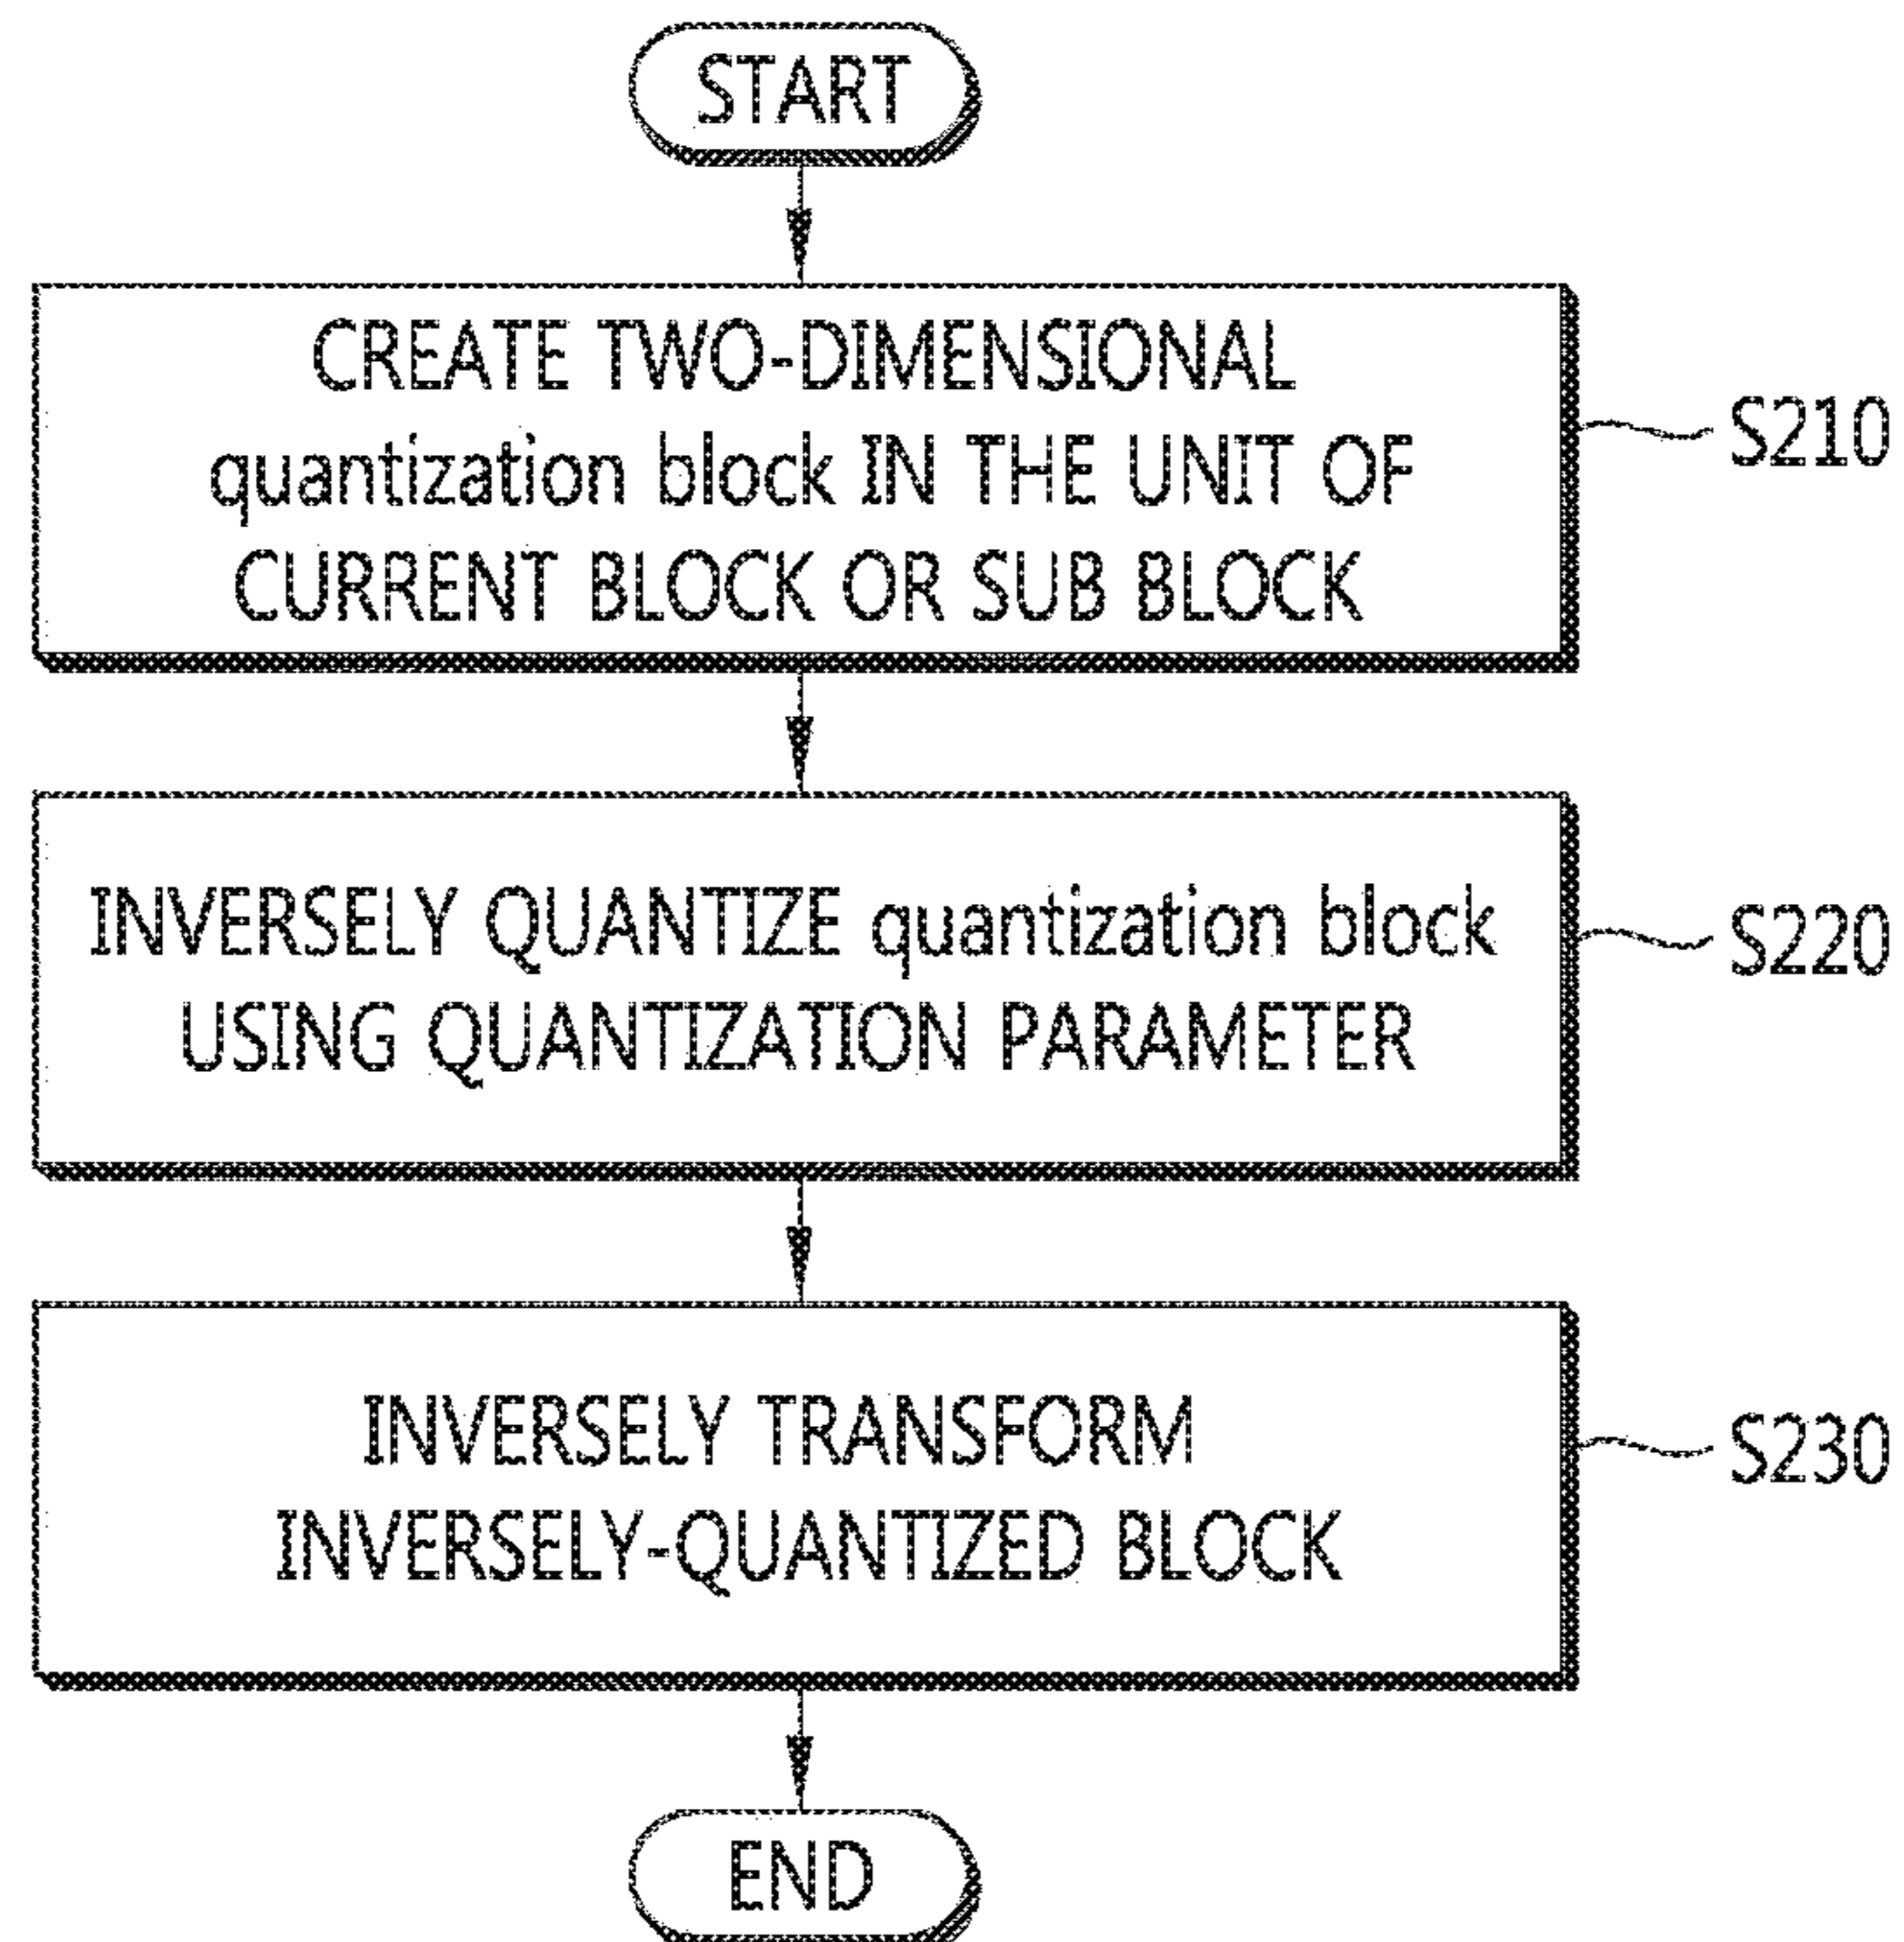 START
CREATE TWO-DIMENSIONAL
quantization block IN THE UNIT OF
CURRENT BLOCK OR SUB BLOCK
S210
INVERSELY QUANTIZE quantization block
USING QUANTIZATION PARAMETER
S220
INVERSELY TRANSFORM
INVERSELY-QUANTIZED BLOCK
S230
END